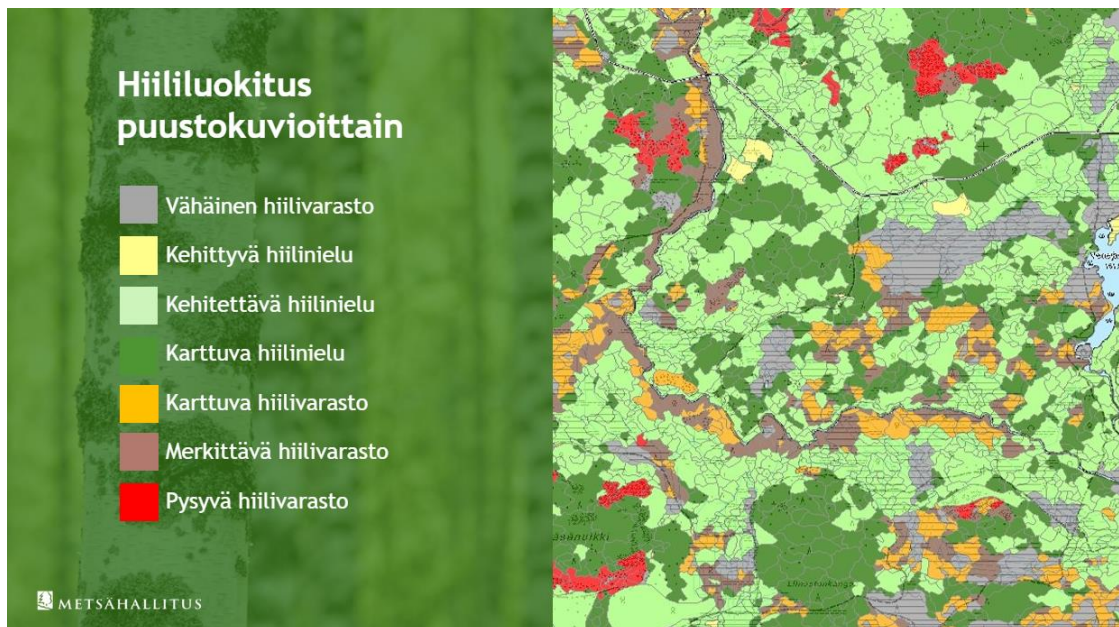 Hiililuokitus
puustokuvioittain
Vähäinen hiilivarasto
Kehittyvä hiilinielu
Kehitettävä hiilinielu
Karttuva hiilinielu
Karttuva hiilivarasto
Merkittävä hiilivarasto
Pysyvä hiilivarasto
METSÄHALLITUS